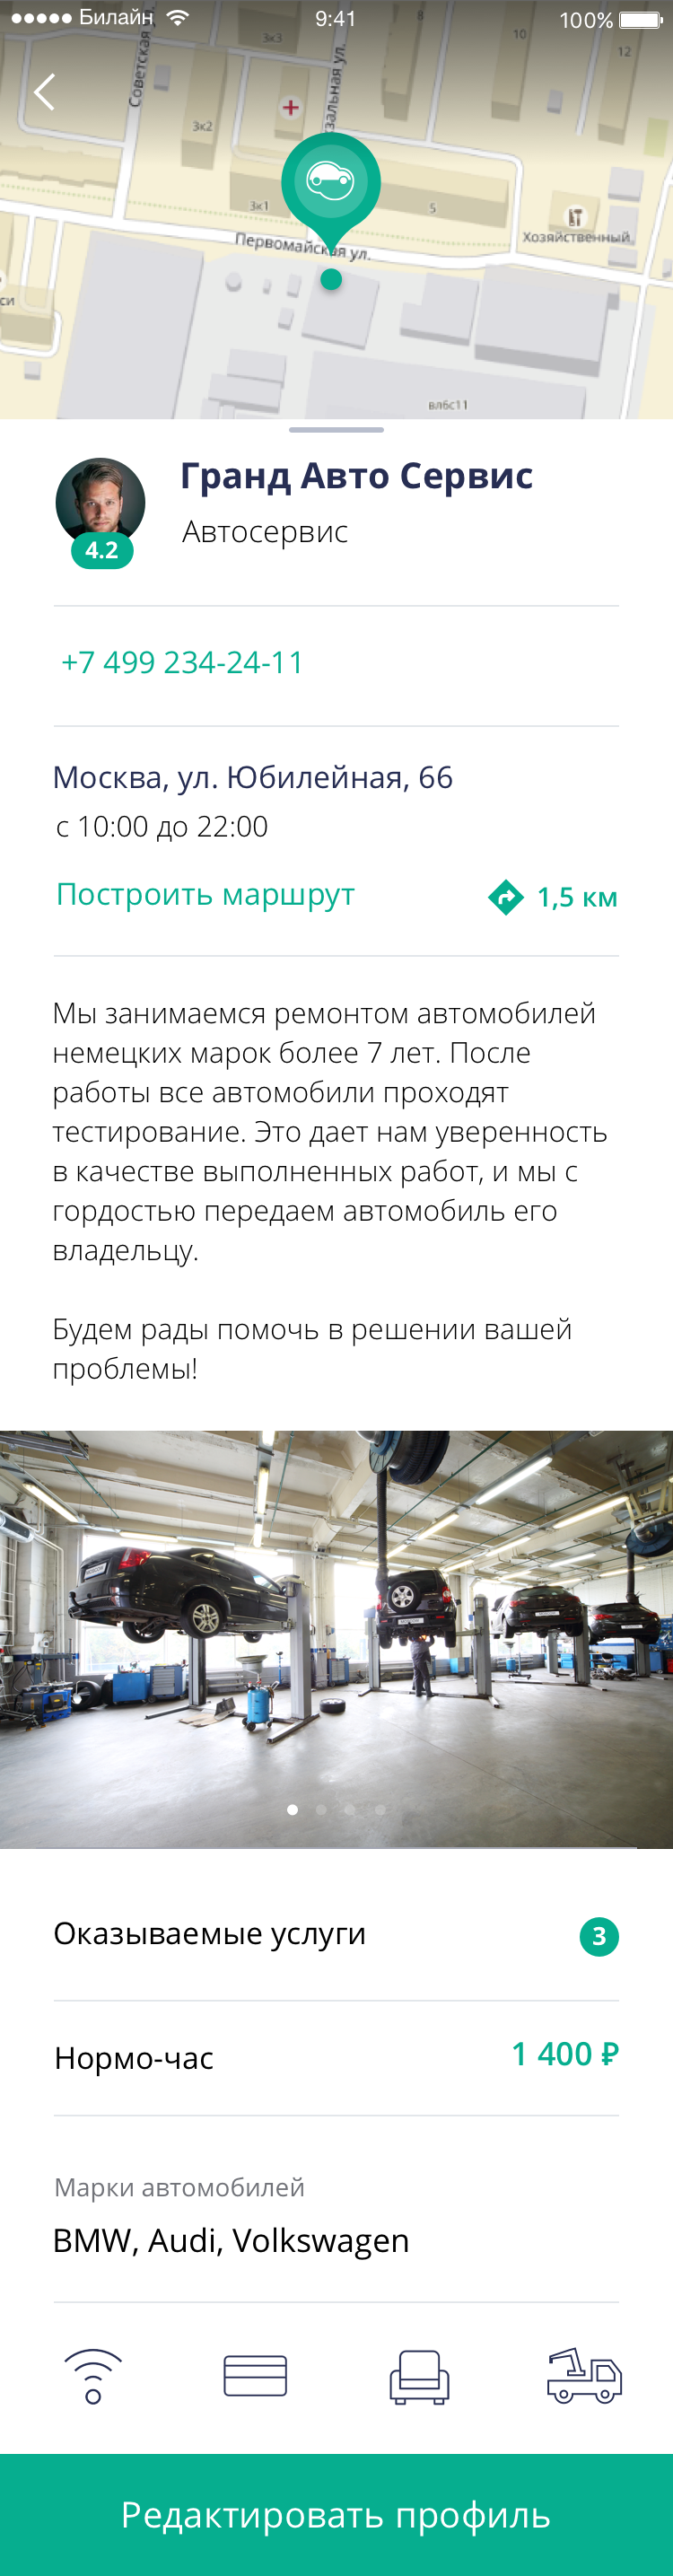 Билайн 9:41 100%
Советская
8
10
12
3к3
3к2
3к1
5
Первомайская ул.
Хозяйственный
си
вл6с11
Гранд Авто Сервис
Автосервис
4.2
+7 499 234-24-11
Москва, ул. Юбилейная, 66
с 10:00 до 22:00
Построить маршрут 1,5 км
Мы занимаемся ремонтом автомобилей
немецких марок более 7 лет. После
работы все автомобили проходят
тестирование. Это дает нам уверенность
в качестве выполненных работ, и мы с
гордостью передаем автомобиль его
владельцу.
Будем рады помочь в решении вашей
проблемы!
Оказываемые услуги 3
Нормо-час 1 400 ₽
Марки автомобилей
BMW, Audi, Volkswagen
Редактировать профиль